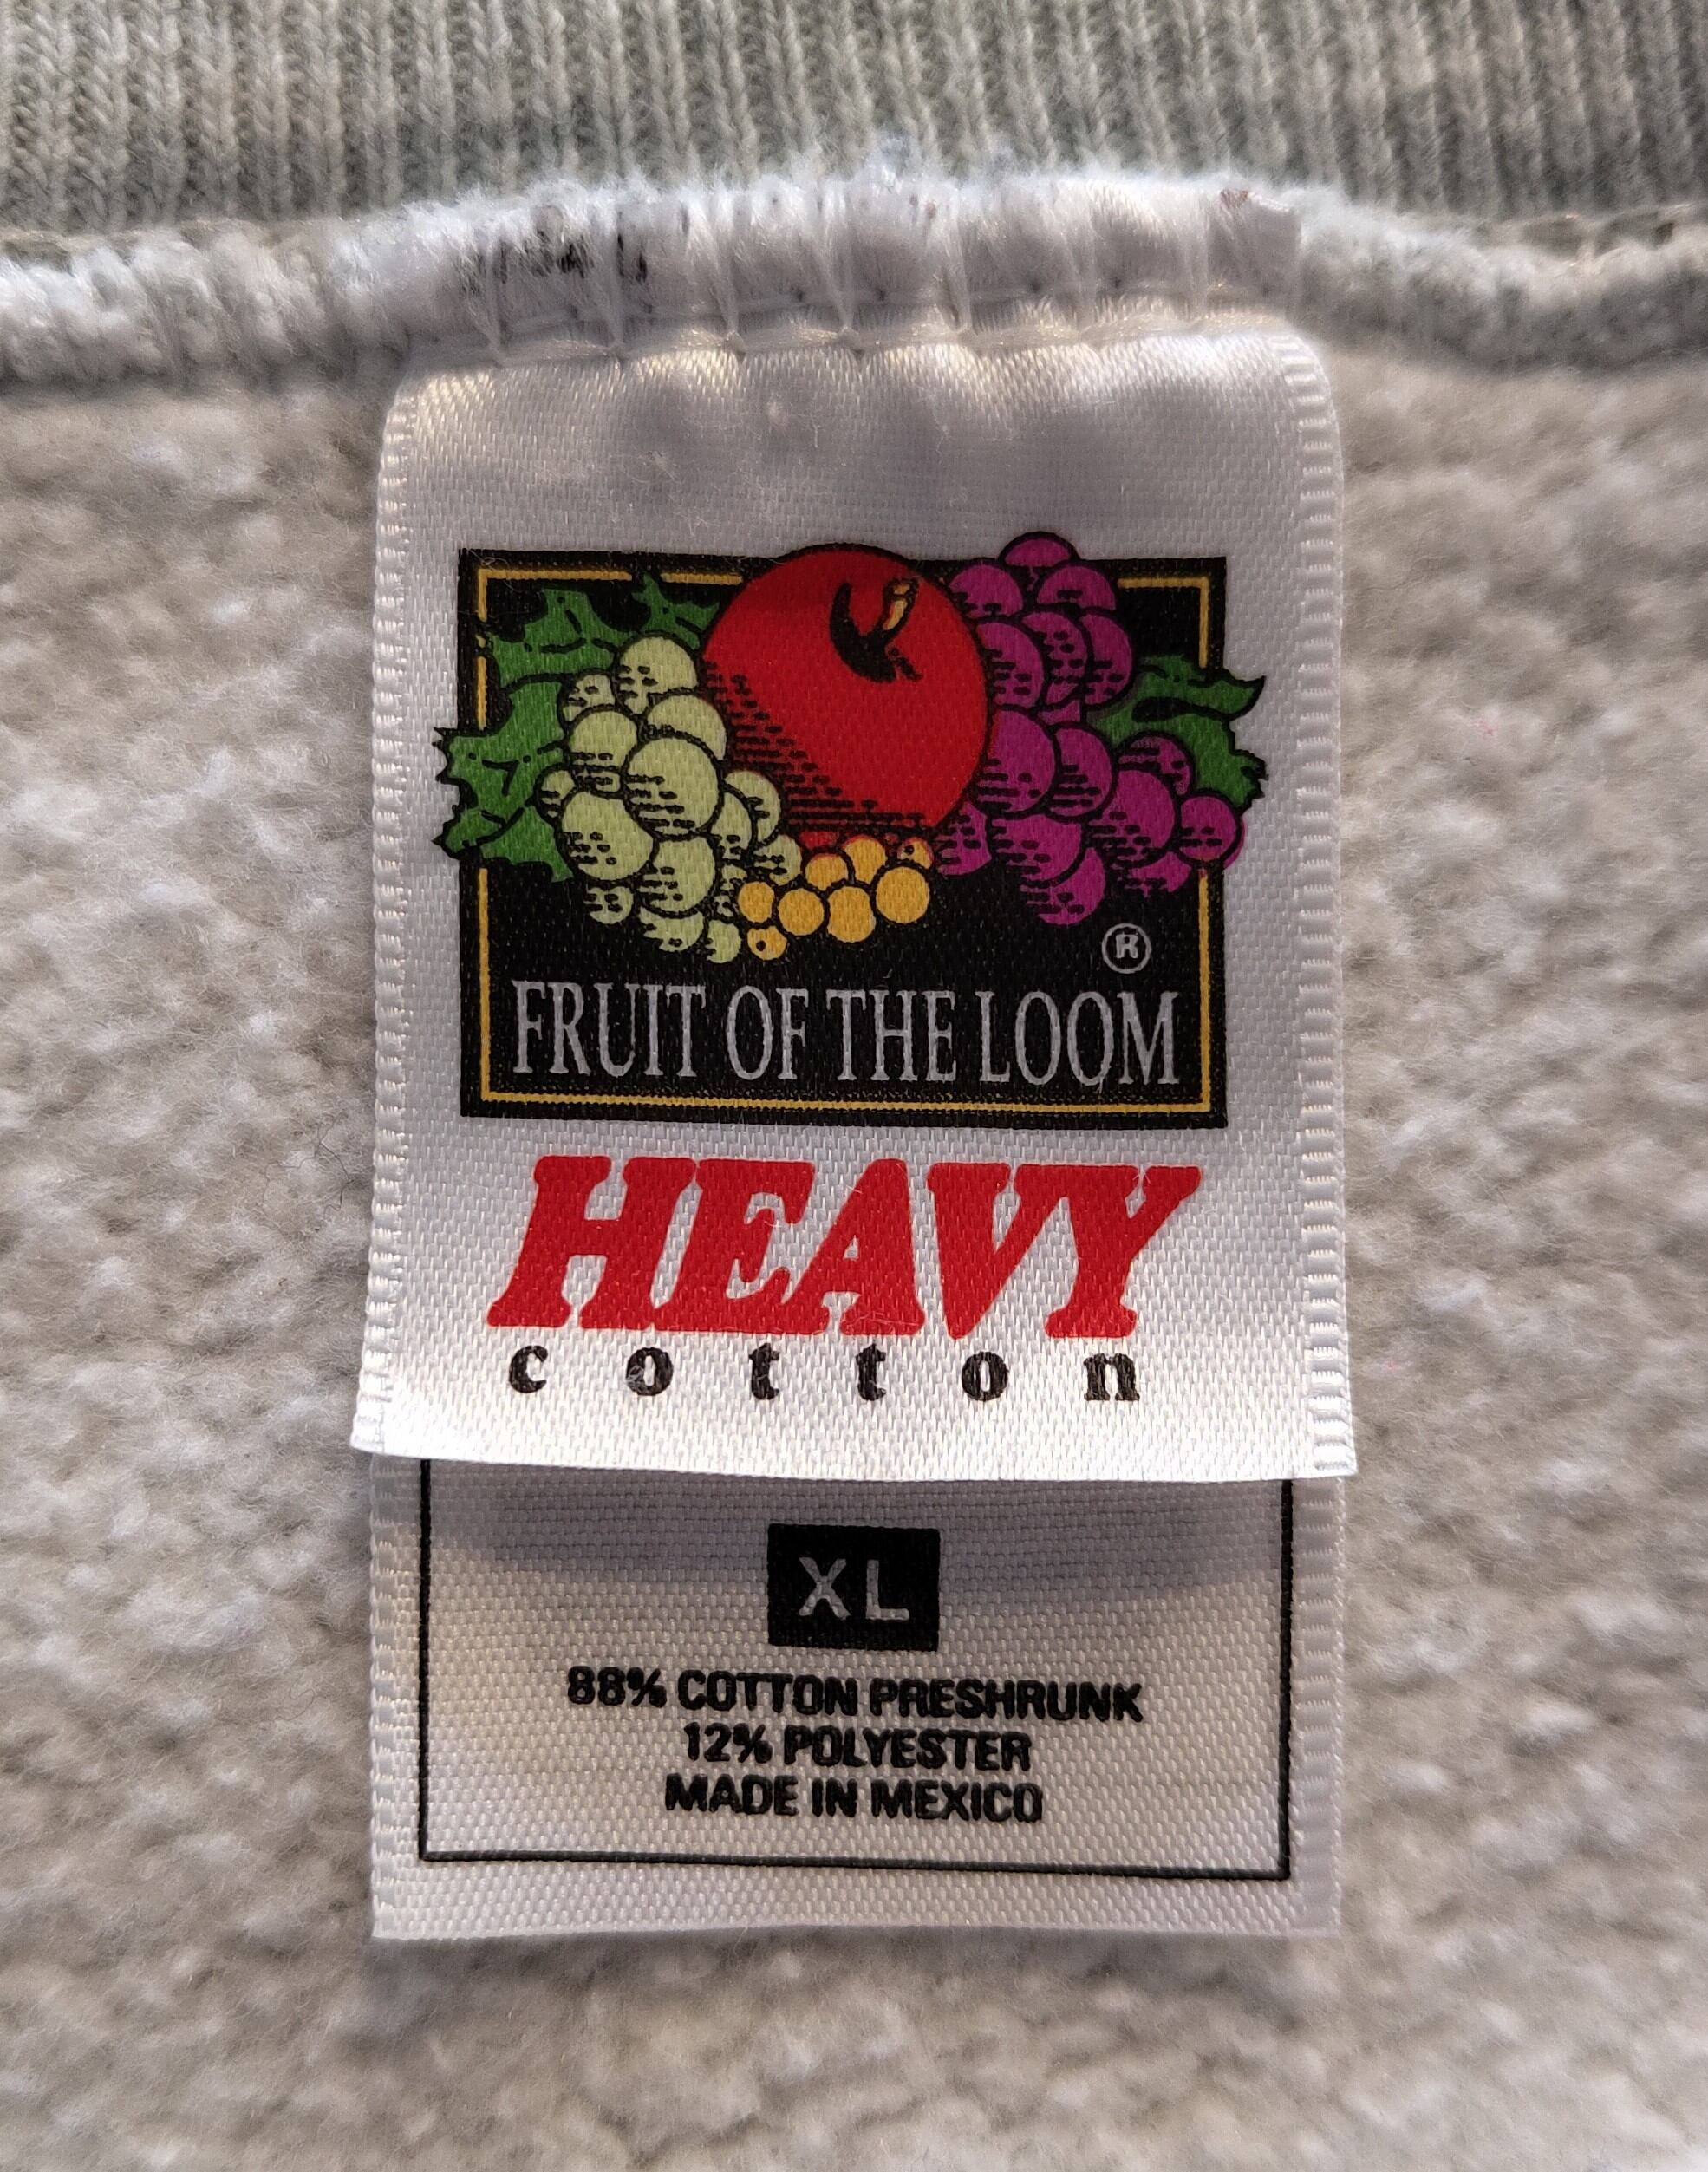 ®
FRUIT OF THE LOOM
HEAVY
cotton
XL
88% COTTON PRESHRUNK
12% POLYESTER
MADE IN MEXICO